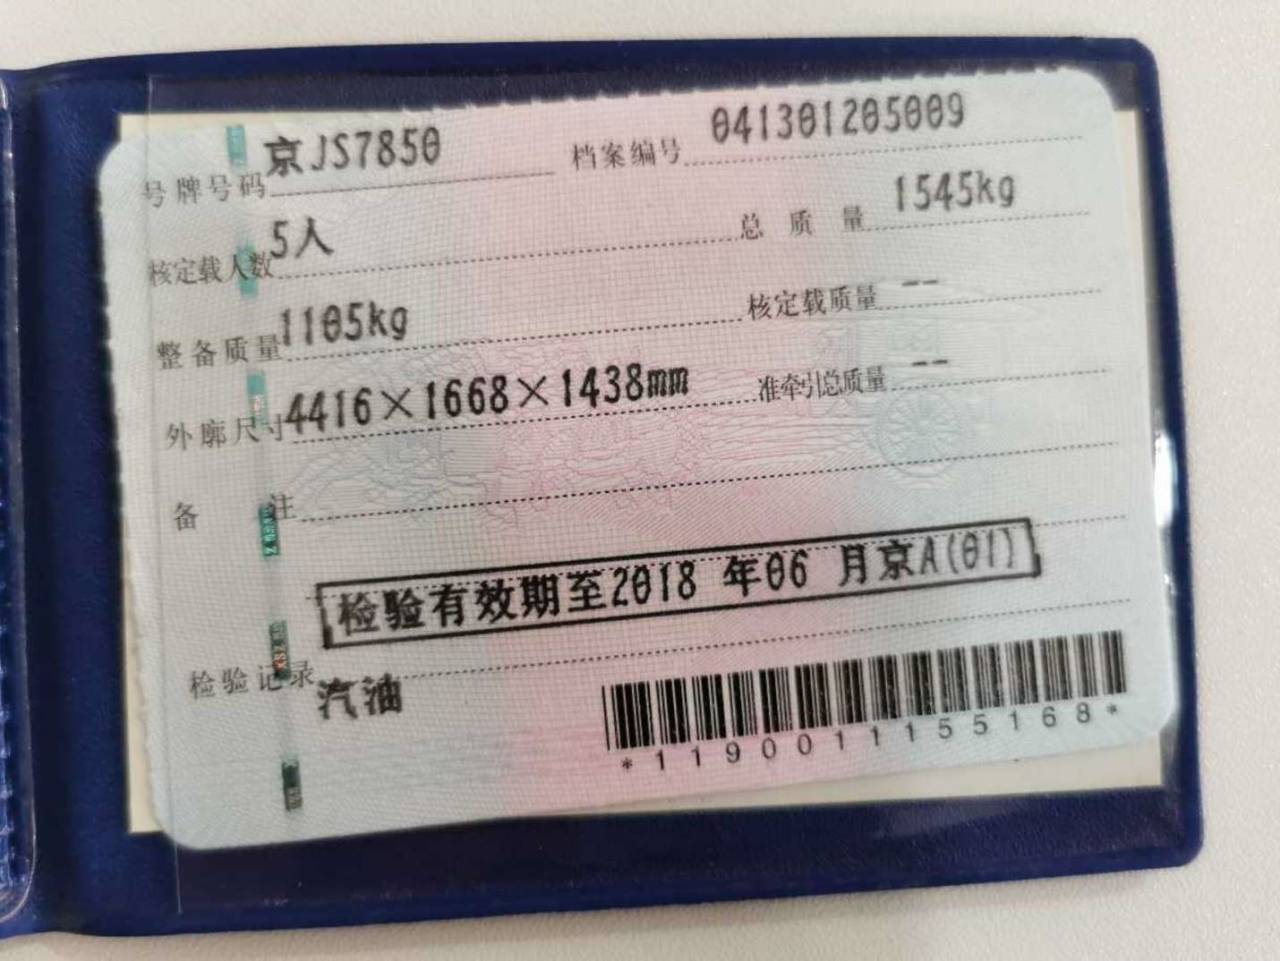 号牌号码 京JS7850 档案编号 041301205009
核定载人数 5人 总质量 1545kg
整备质量 1105kg 核定载质量 --
外廓尺寸 4416×1668×1438mm 准牵引总质量 --
备注
检验有效期至2018 年06 月京A(01)
检验记录 汽油
*1190011155168*